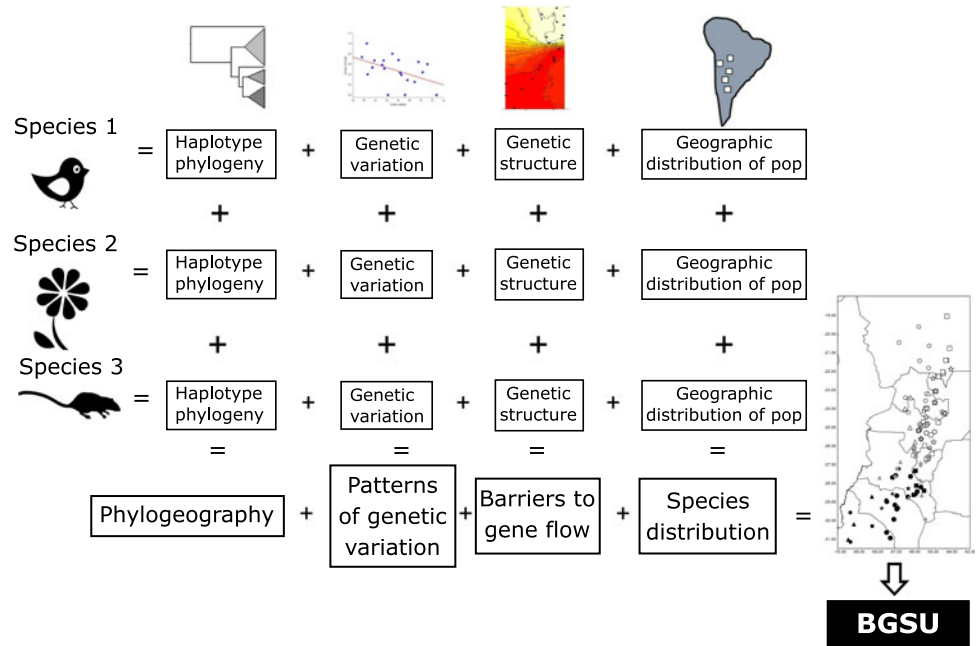 Species 1
=
Haplotype
phylogeny
+
Genetic
variation
+
Genetic
structure
+
Geographic
distribution of pop
+ + + +
Species 2
=
Haplotype
phylogeny
+
Genetic
variation
+
Genetic
structure
+
Geographic
distribution of pop
+ + + +
Species 3
=
Haplotype
phylogeny
+
Genetic
variation
+
Genetic
structure
+
Geographic
distribution of pop
= = = =
Phylogeography
+
Patterns
of genetic
variation
+
Barriers to
gene flow
+
Species
distribution
=
BGSU